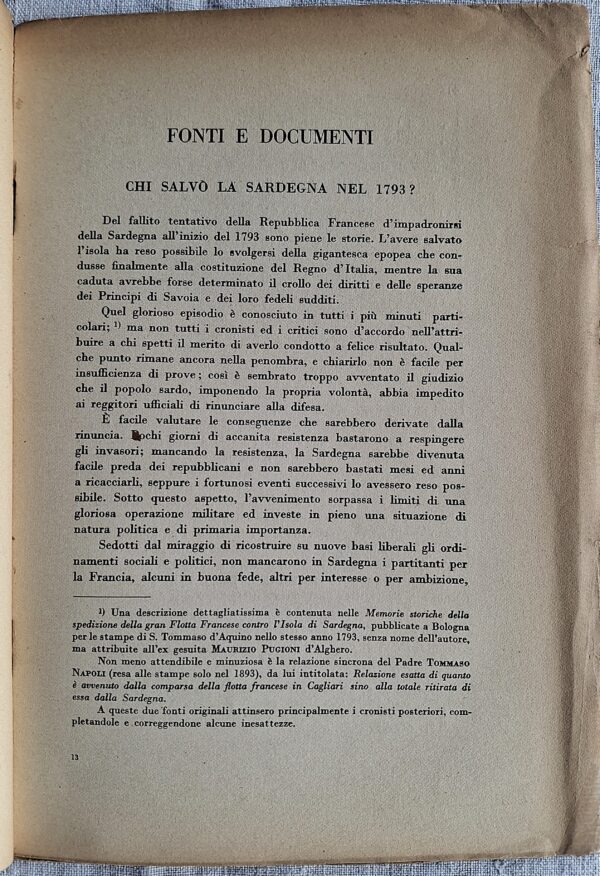 FONTI E DOCUMENTI
CHI SALVÒ LA SARDEGNA NEL 1793?
Del fallito tentativo della Repubblica Francese d'impadronirsi
della Sardegna all'inizio del 1793 sono piene le storie. L'avere salvato
l'isola ha reso possibile lo svolgersi della gigantesca epopea che con-
dusse finalmente alla costituzione del Regno d'Italia, mentre la sua
caduta avrebbe forse determinato il crollo dei diritti e delle speranze
dei Principi di Savoia e dei loro fedeli sudditi.
Quel glorioso episodio è conosciuto in tutti i più minuti parti-
colari; 1) ma non tutti i cronisti ed i critici sono d'accordo nell'attri-
buire a chi spetti il merito di averlo condotto a felice risultato. Qual-
che punto rimane ancora nella penombra, e chiarirlo non è facile per
insufficienza di prove; così è sembrato troppo avventato il giudizio
che il popolo sardo, imponendo la propria volontà, abbia impedito
ai reggitori ufficiali di rinunciare alla difesa.
È facile valutare le conseguenze che sarebbero derivate dalla
rinuncia. Pochi giorni di accanita resistenza bastarono a respingere
gli invasori; mancando la resistenza, la Sardegna sarebbe divenuta
facile preda dei repubblicani e non sarebbero bastati mesi ed anni
a ricacciarli, seppure i fortunosi eventi successivi lo avessero reso pos-
sibile. Sotto questo aspetto, l'avvenimento sorpassa i limiti di una
gloriosa operazione militare ed investe in pieno una situazione di
natura politica e di primaria importanza.
Sedotti dal miraggio di ricostruire su nuove basi liberali gli ordi-
namenti sociali e politici, non mancarono in Sardegna i partitanti per
la Francia, alcuni in buona fede, altri per interesse o per ambizione,
1) Una descrizione dettagliatissima è contenuta nelle Memorie storiche della
spedizione della gran Flotta Francese contro l'Isola di Sardegna, pubblicate a Bologna
per le stampe di S. Tommaso d'Aquino nello stesso anno 1793, senza nome dell'autore,
ma attribuite all'ex gesuita MAURIZIO PUGIONI d'Alghero.
Non meno attendibile e minuziosa è la relazione sincrona del Padre TOMMASO
NAPOLI (resa alle stampe solo nel 1893), da lui intitolata: Relazione esatta di quanto
è avvenuto dalla comparsa della flotta francese in Cagliari sino alla totale ritirata di
essa dalla Sardegna.
A queste due fonti originali attinsero principalmente i cronisti posteriori, com-
pletandole e correggendone alcune inesattezze.
13